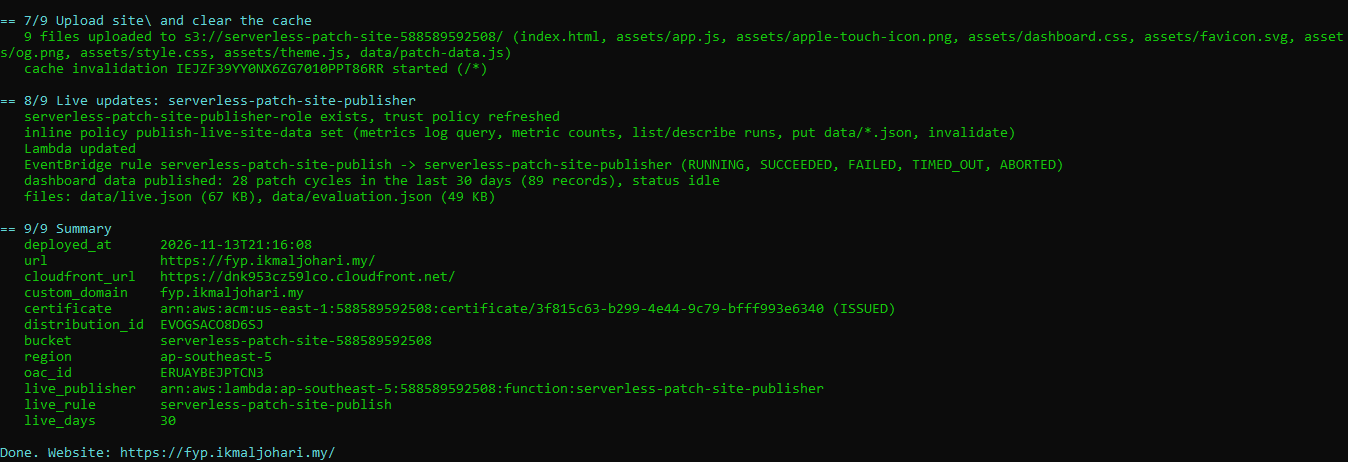 == 7/9 Upload site\ and clear the cache
9 files uploaded to s3://serverless-patch-site-588589592508/ (index.html, assets/app.js, assets/apple-touch-icon.png, assets/dashboard.css, assets/favicon.svg, asset
s/og.png, assets/style.css, assets/theme.js, data/patch-data.js)
cache invalidation IEJZF39YY0NX6ZG7010PPT86RR started (/*)
== 8/9 Live updates: serverless-patch-site-publisher
serverless-patch-site-publisher-role exists, trust policy refreshed
inline policy publish-live-site-data set (metrics log query, metric counts, list/describe runs, put data/*.json, invalidate)
Lambda updated
EventBridge rule serverless-patch-site-publish -> serverless-patch-site-publisher (RUNNING, SUCCEEDED, FAILED, TIMED_OUT, ABORTED)
dashboard data published: 28 patch cycles in the last 30 days (89 records), status idle
files: data/live.json (67 KB), data/evaluation.json (49 KB)
== 9/9 Summary
deployed_at 2026-11-13T21:16:08
url https://fyp.ikmaljohari.my/
cloudfront_url https://dnk953cz59lco.cloudfront.net/
custom_domain fyp.ikmaljohari.my
certificate arn:aws:acm:us-east-1:588589592508:certificate/3f815c63-b299-4e44-9c79-bfff993e6340 (ISSUED)
distribution_id EVOGSACO8D6SJ
bucket serverless-patch-site-588589592508
region ap-southeast-5
oac_id ERUAYBEJPTCN3
live_publisher arn:aws:lambda:ap-southeast-5:588589592508:function:serverless-patch-site-publisher
live_rule serverless-patch-site-publish
live_days 30
Done. Website: https://fyp.ikmaljohari.my/